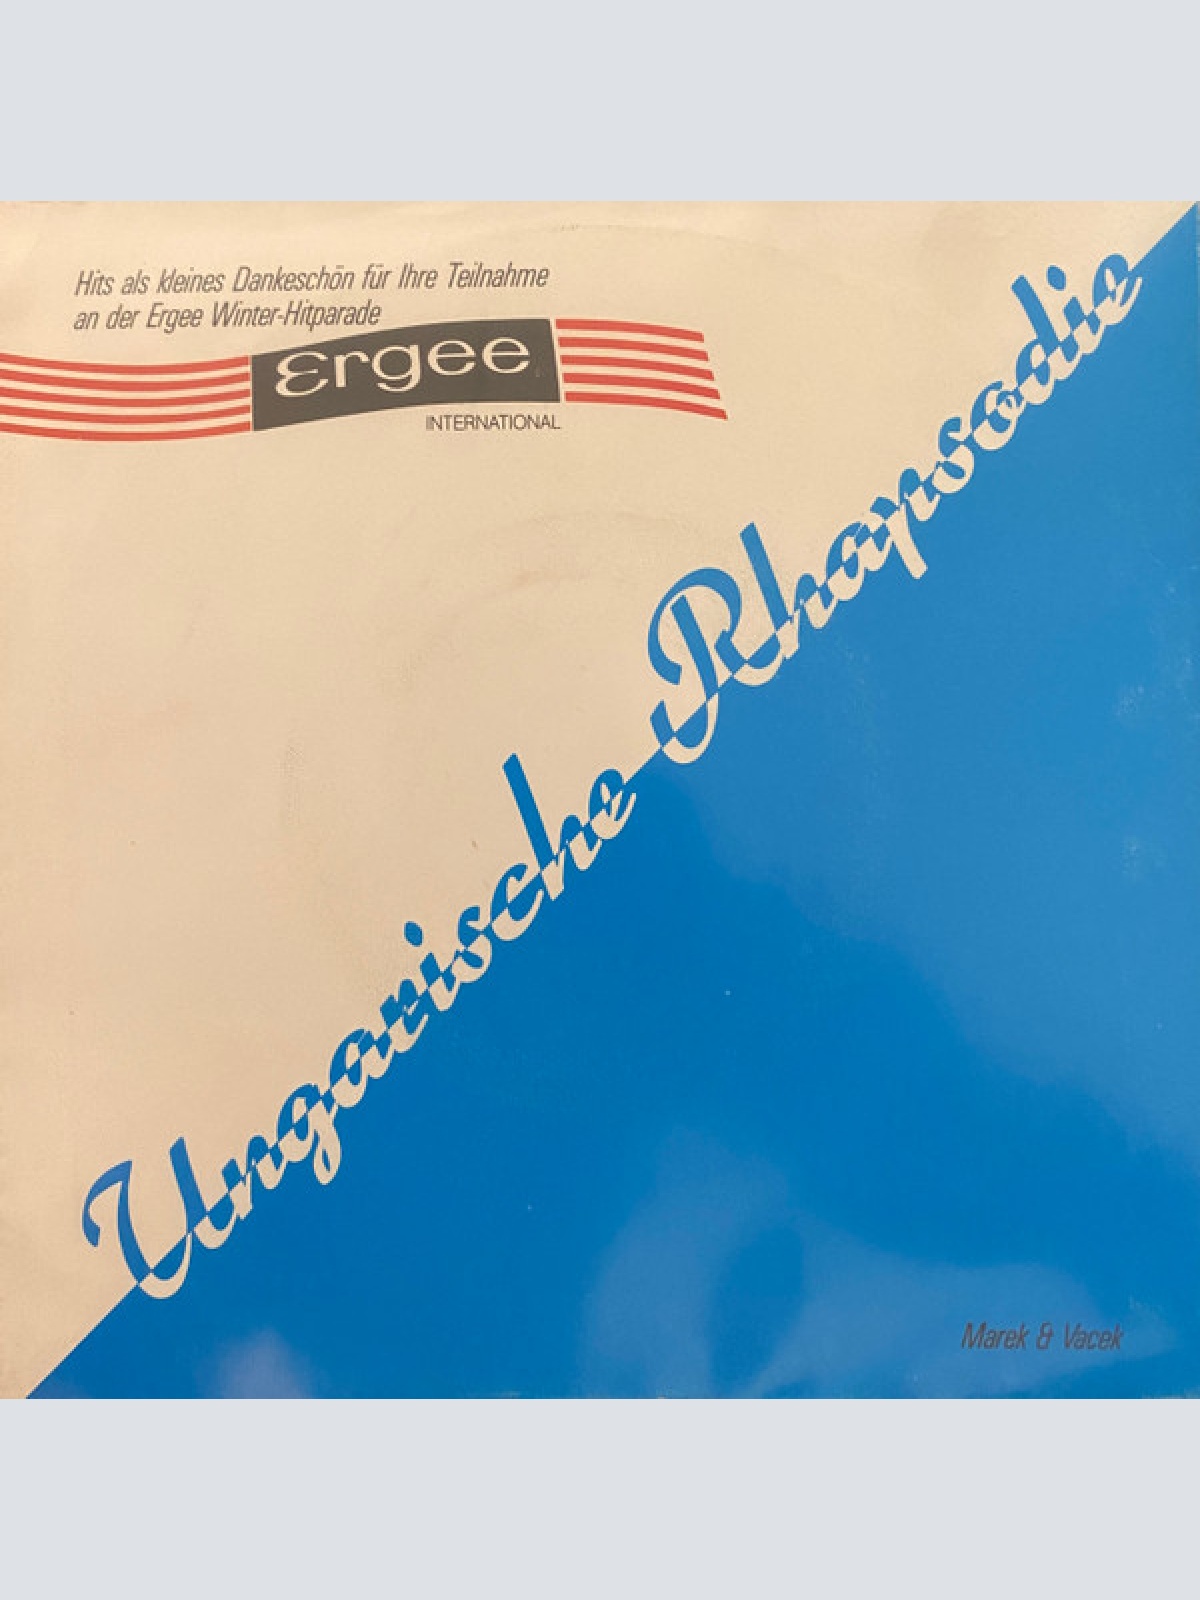 Hits als kleines Dankeschön für Ihre Teilnahme
an der Ergee Winter-Hitparade
Ergee
INTERNATIONAL
Ungarische Rhapsodie
Marek & Vacek